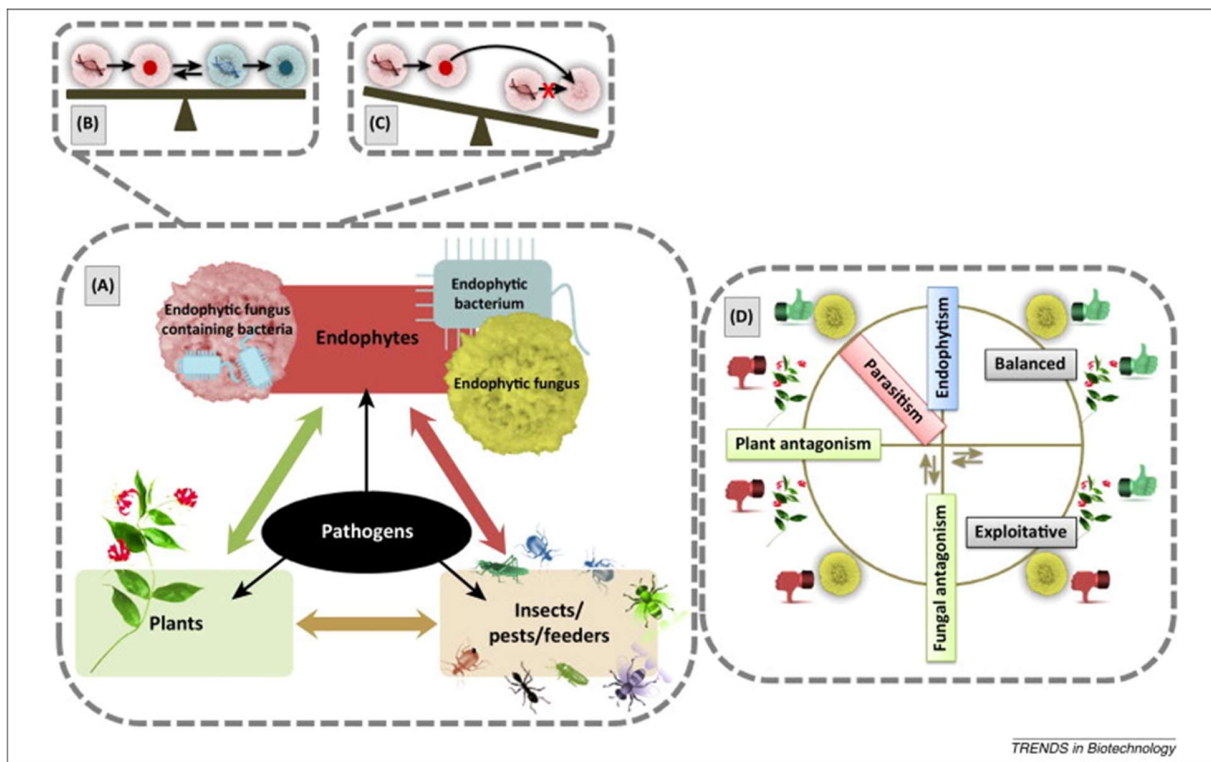 (B)
(C)
X
(A)
Endophytic fungus
containing bacteria
Endophytes
Endophytic
bacterium
Endophytic fungus
Pathogens
Plants
Insects/
pests/feeders
(D)
Parasitism
Endophytism
Balanced
Plant antagonism
Fungal antagonism
Exploitative
TRENDS in Biotechnology